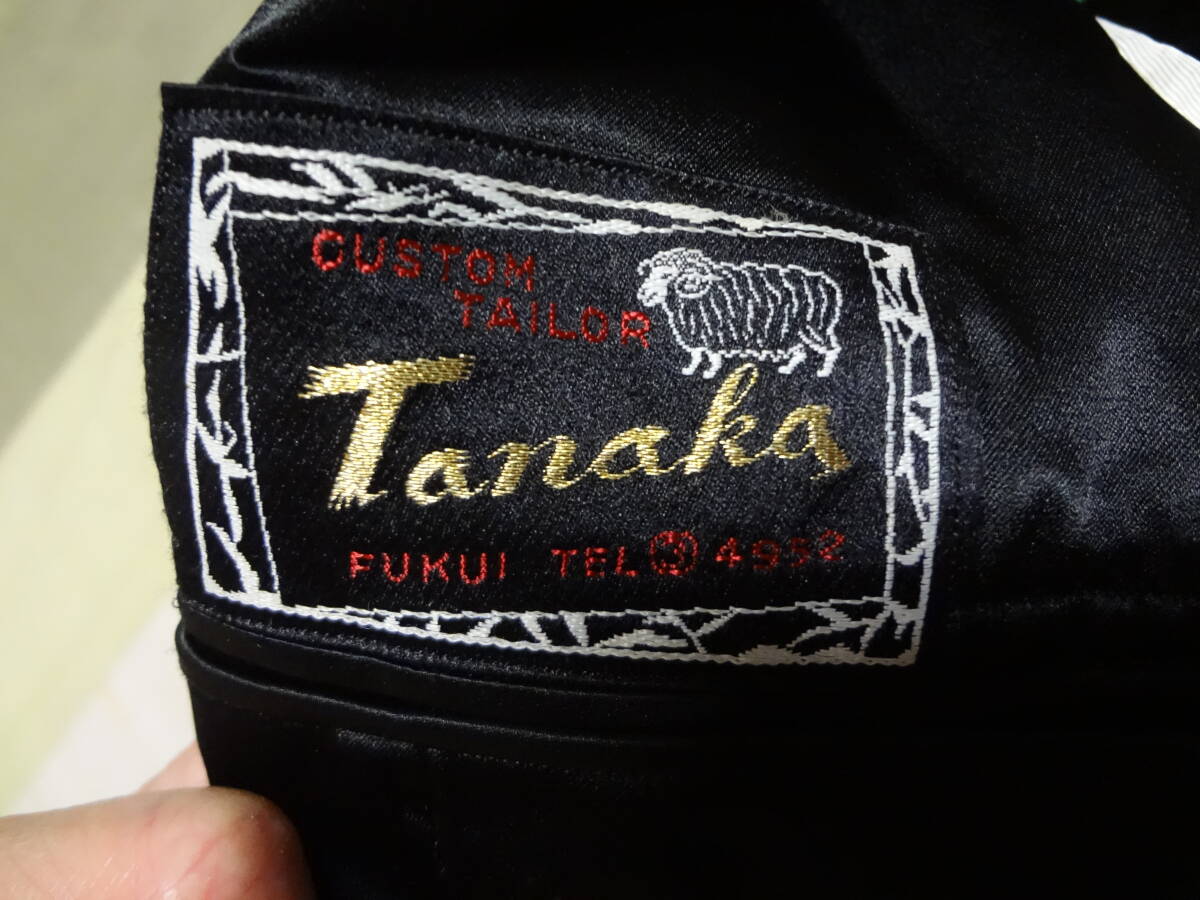 CUSTOM
TAILOR
Tanaka
FUKUI TEL ③ 4952